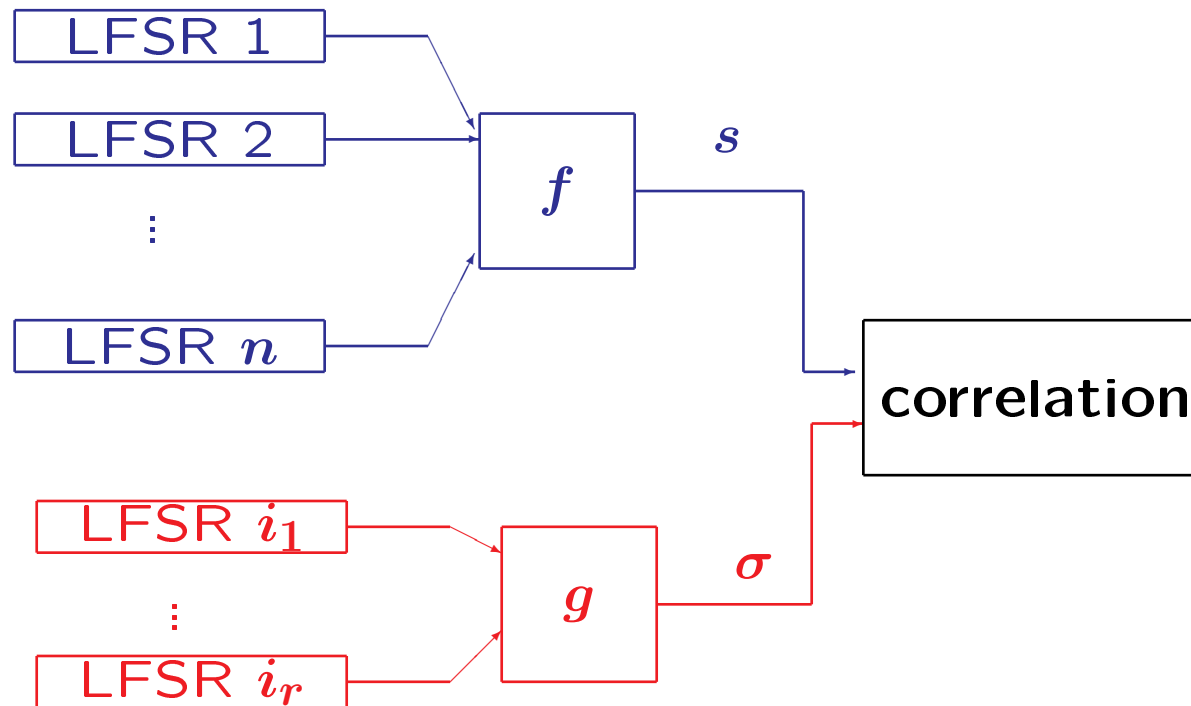 LFSR 1
LFSR 2
⋮
LFSR n
f
s
correlation
LFSR i₁
⋮
LFSR iᵣ
g
σ